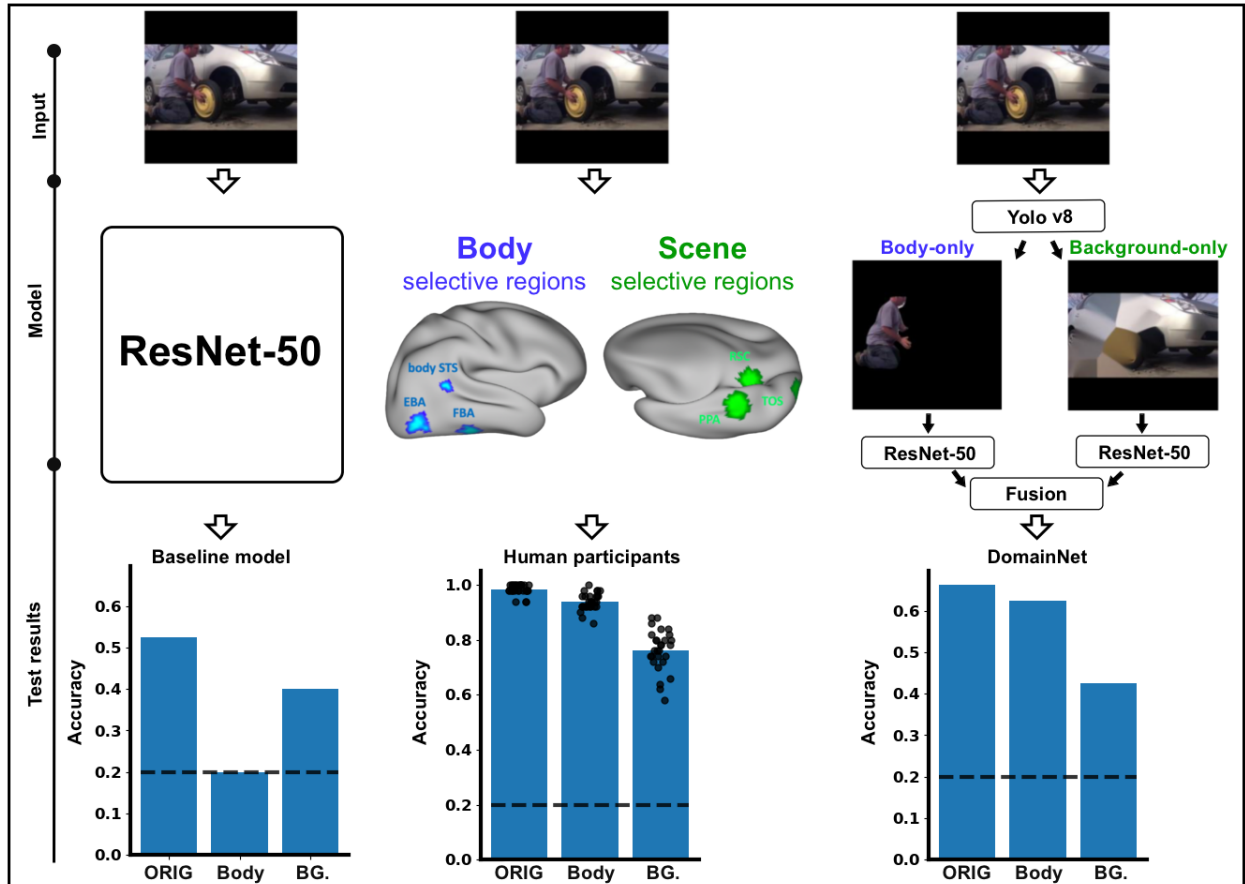 Input
Model
Test results
ResNet-50
Body
selective regions
body STS
EBA
FBA
Scene
selective regions
RSC
TOS
PPA
Yolo v8
Body-only
Background-only
ResNet-50
ResNet-50
Fusion
Baseline model
Accuracy
0.6
0.5
0.4
0.3
0.2
0.1
0.0
ORIG
Body
BG.
Human participants
Accuracy
1.0
0.8
0.6
0.4
0.2
0.0
ORIG
Body
BG.
DomainNet
Accuracy
0.6
0.5
0.4
0.3
0.2
0.1
0.0
ORIG
Body
BG.